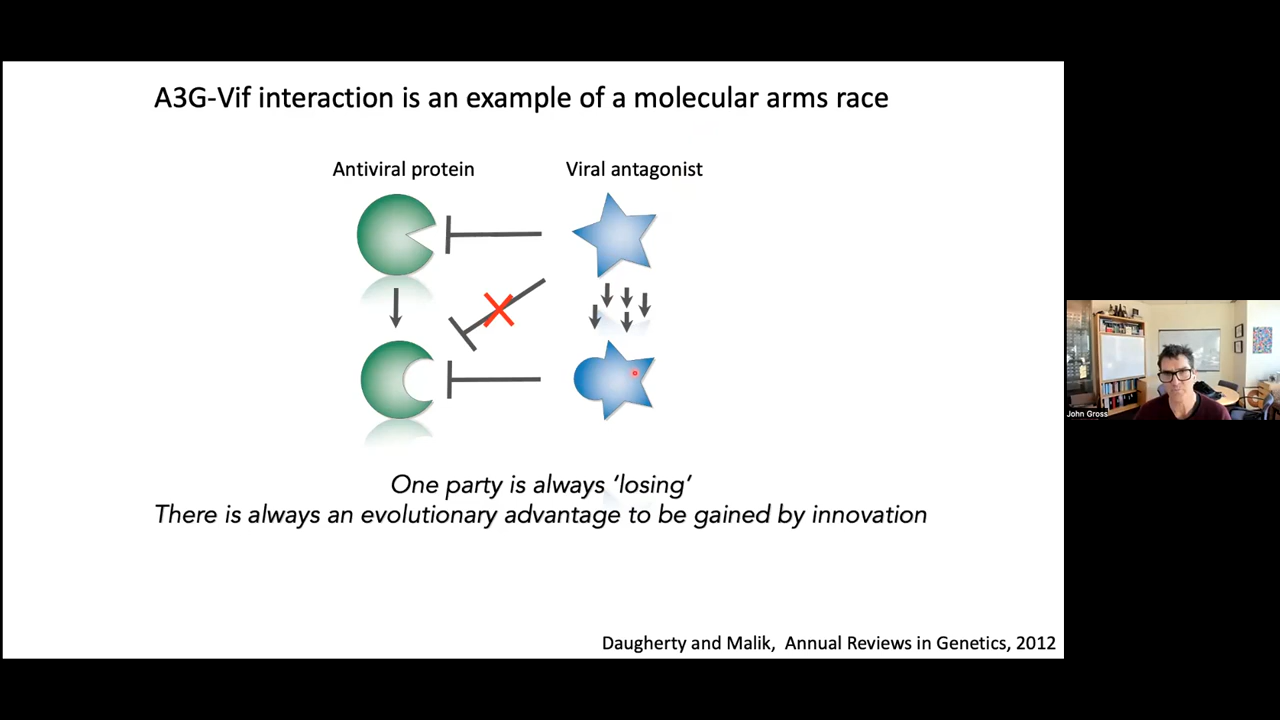 A3G-Vif interaction is an example of a molecular arms race
Antiviral protein
Viral antagonist
One party is always ‘losing’
There is always an evolutionary advantage to be gained by innovation
Daugherty and Malik, Annual Reviews in Genetics, 2012
John Gross